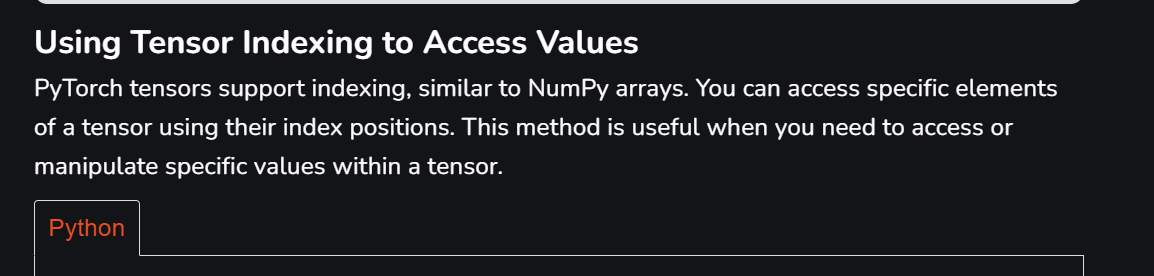 Using Tensor Indexing to Access Values
PyTorch tensors support indexing, similar to NumPy arrays. You can access specific elements
of a tensor using their index positions. This method is useful when you need to access or
manipulate specific values within a tensor.
Python